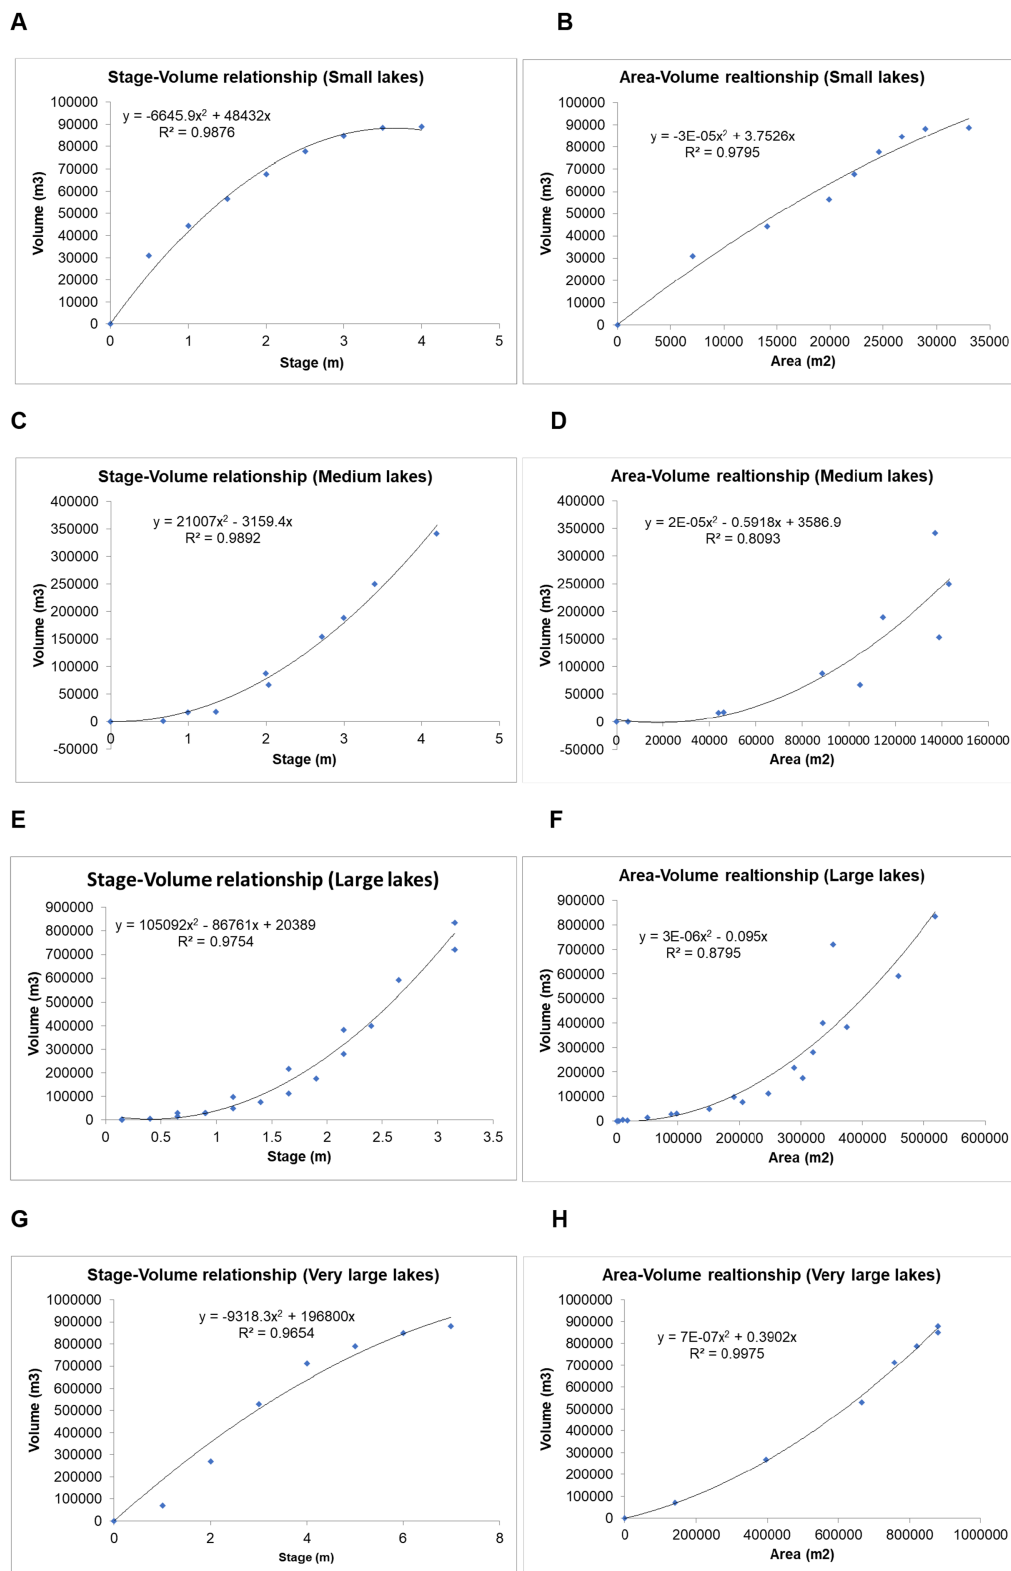 A
B
Stage-Volume relationship (Small lakes)
y = -6645.9x² + 48432x
R² = 0.9876
100000
90000
80000
70000
60000
50000
40000
30000
20000
10000
0
Volume (m3)
0 1 2 3 4 5
Stage (m)
Area-Volume realtionship (Small lakes)
y = -3E-05x² + 3.7526x
R² = 0.9795
100000
90000
80000
70000
60000
50000
40000
30000
20000
10000
0
Volume (m3)
0 5000 10000 15000 20000 25000 30000 35000
Area (m2)
C
D
Stage-Volume relationship (Medium lakes)
y = 21007x² - 3159.4x
R² = 0.9892
400000
350000
300000
250000
200000
150000
100000
50000
0
-50000
Volume (m3)
0 1 2 3 4 5
Stage (m)
Area-Volume realtionship (Medium lakes)
y = 2E-05x² - 0.5918x + 3586.9
R² = 0.8093
400000
350000
300000
250000
200000
150000
100000
50000
0
-50000
Volume (m3)
0 20000 40000 60000 80000 100000 120000 140000 160000
Area (m2)
E
F
Stage-Volume relationship (Large lakes)
y = 105092x² - 86761x + 20389
R² = 0.9754
900000
800000
700000
600000
500000
400000
300000
200000
100000
0
Volume (m3)
0 0.5 1 1.5 2 2.5 3 3.5
Stage (m)
Area-Volume realtionship (Large lakes)
y = 3E-06x² - 0.095x
R² = 0.8795
900000
800000
700000
600000
500000
400000
300000
200000
100000
0
Volume (m3)
0 100000 200000 300000 400000 500000 600000
Area (m2)
G
H
Stage-Volume relationship (Very large lakes)
y = -9318.3x² + 196800x
R² = 0.9654
1000000
900000
800000
700000
600000
500000
400000
300000
200000
100000
0
Volume (m3)
0 2 4 6 8
Stage (m)
Area-Volume realtionship (Very large lakes)
y = 7E-07x² + 0.3902x
R² = 0.9975
1000000
900000
800000
700000
600000
500000
400000
300000
200000
100000
0
Volume (m3)
0 200000 400000 600000 800000 1000000
Area (m2)